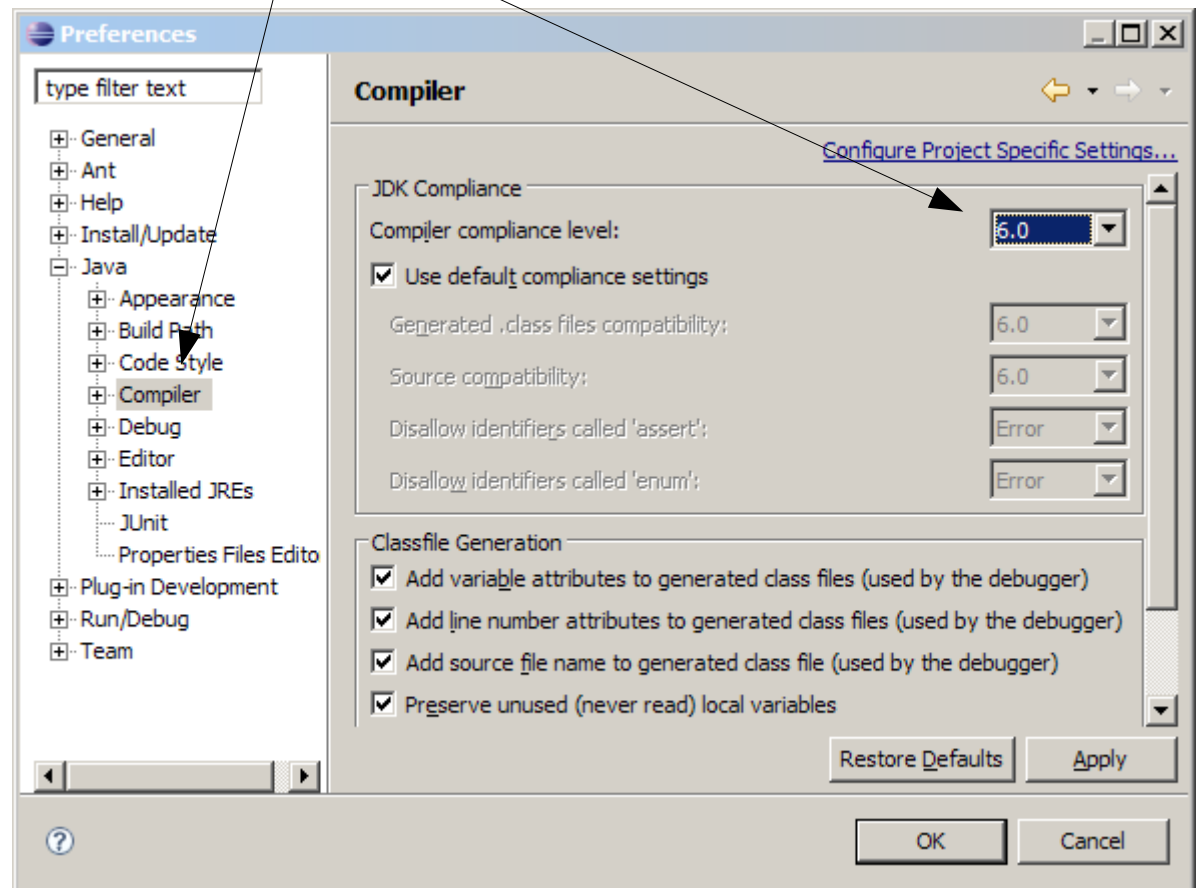 Preferences
type filter text
General
Ant
Help
Install/Update
Java
Appearance
Build Path
Code Style
Compiler
Debug
Editor
Installed JREs
JUnit
Properties Files Edito
Plug-in Development
Run/Debug
Team
Compiler
Configure Project Specific Settings...
JDK Compliance
Compiler compliance level: 6.0
Use default compliance settings
Generated .class files compatibility: 6.0
Source compatibility: 6.0
Disallow identifiers called 'assert': Error
Disallow identifiers called 'enum': Error
Classfile Generation
Add variable attributes to generated class files (used by the debugger)
Add line number attributes to generated class files (used by the debugger)
Add source file name to generated class file (used by the debugger)
Preserve unused (never read) local variables
Restore Defaults Apply
? OK Cancel